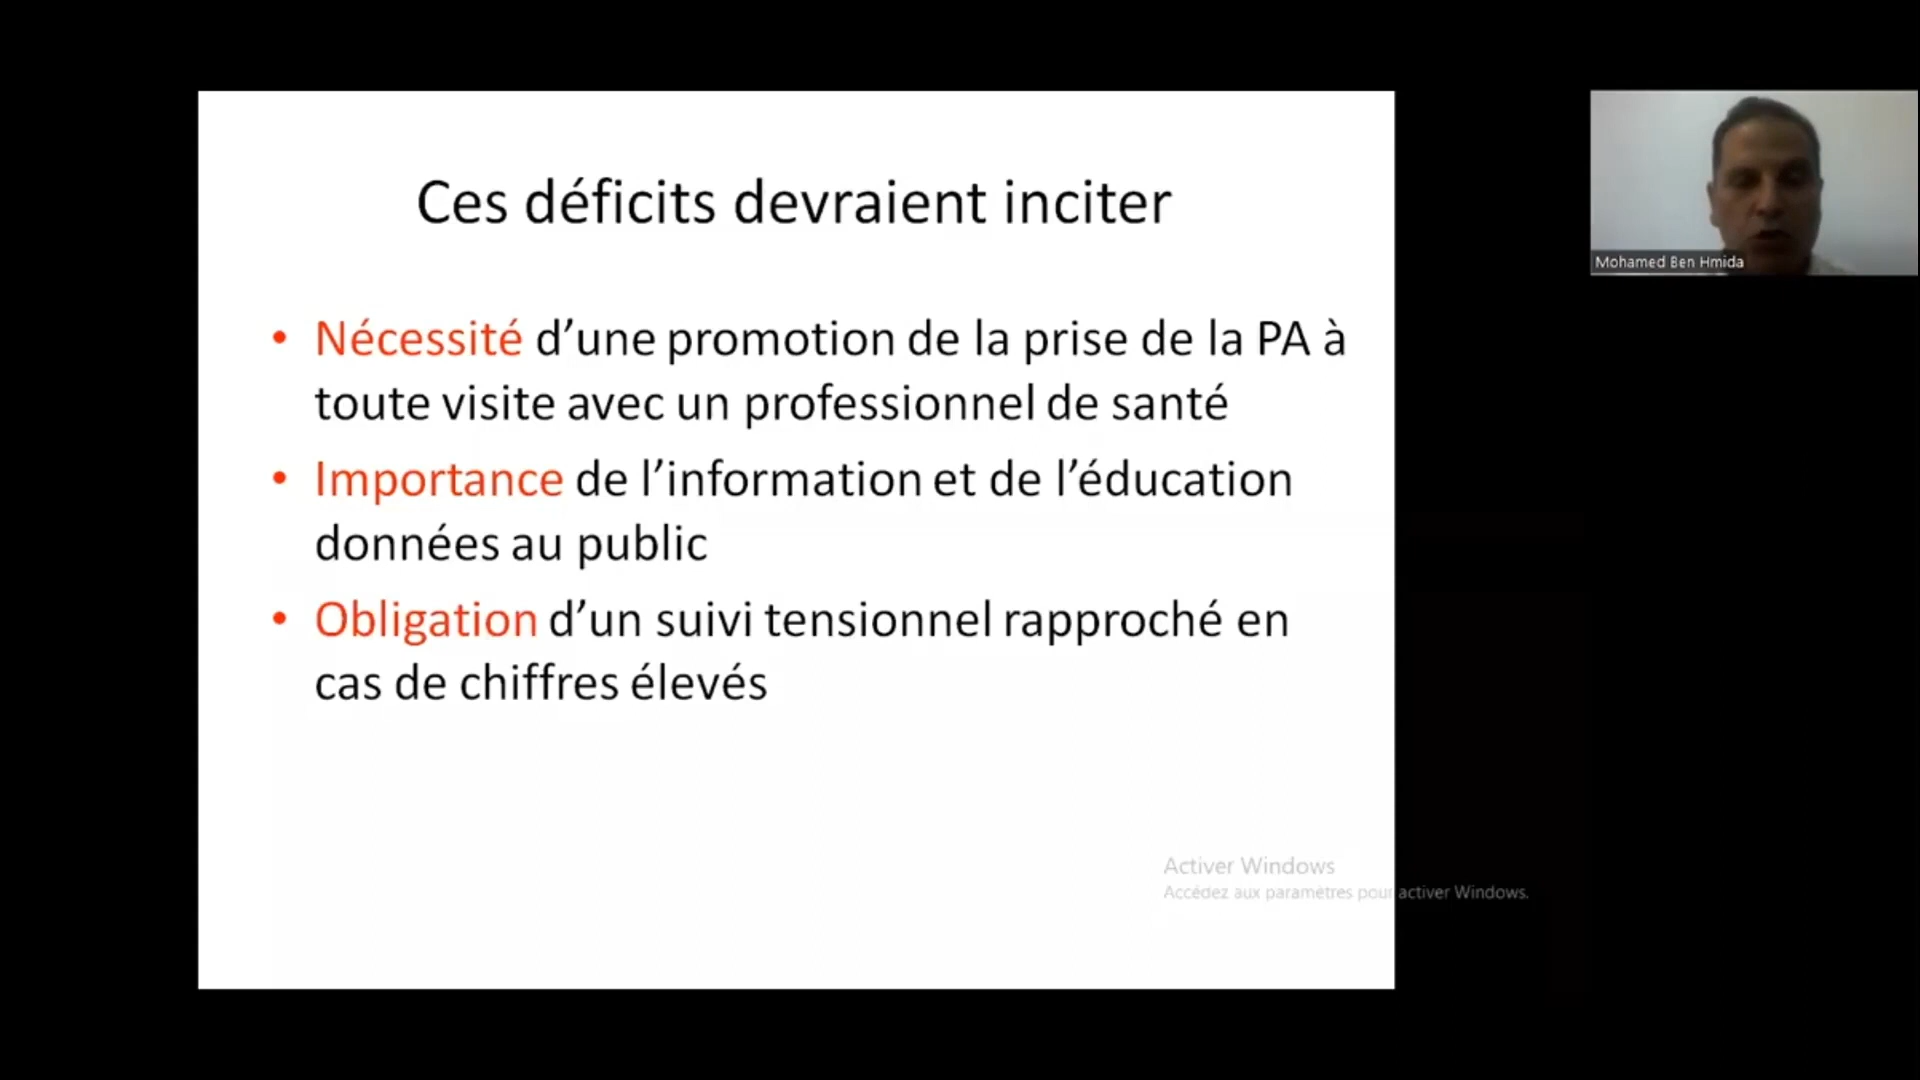 Ces déficits devraient inciter
• Nécessité d’une promotion de la prise de la PA à
toute visite avec un professionnel de santé
• Importance de l’information et de l’éducation
données au public
• Obligation d’un suivi tensionnel rapproché en
cas de chiffres élevés
Mohamed Ben Hmida
Activer Windows
Accédez aux paramètres pour activer Windows.